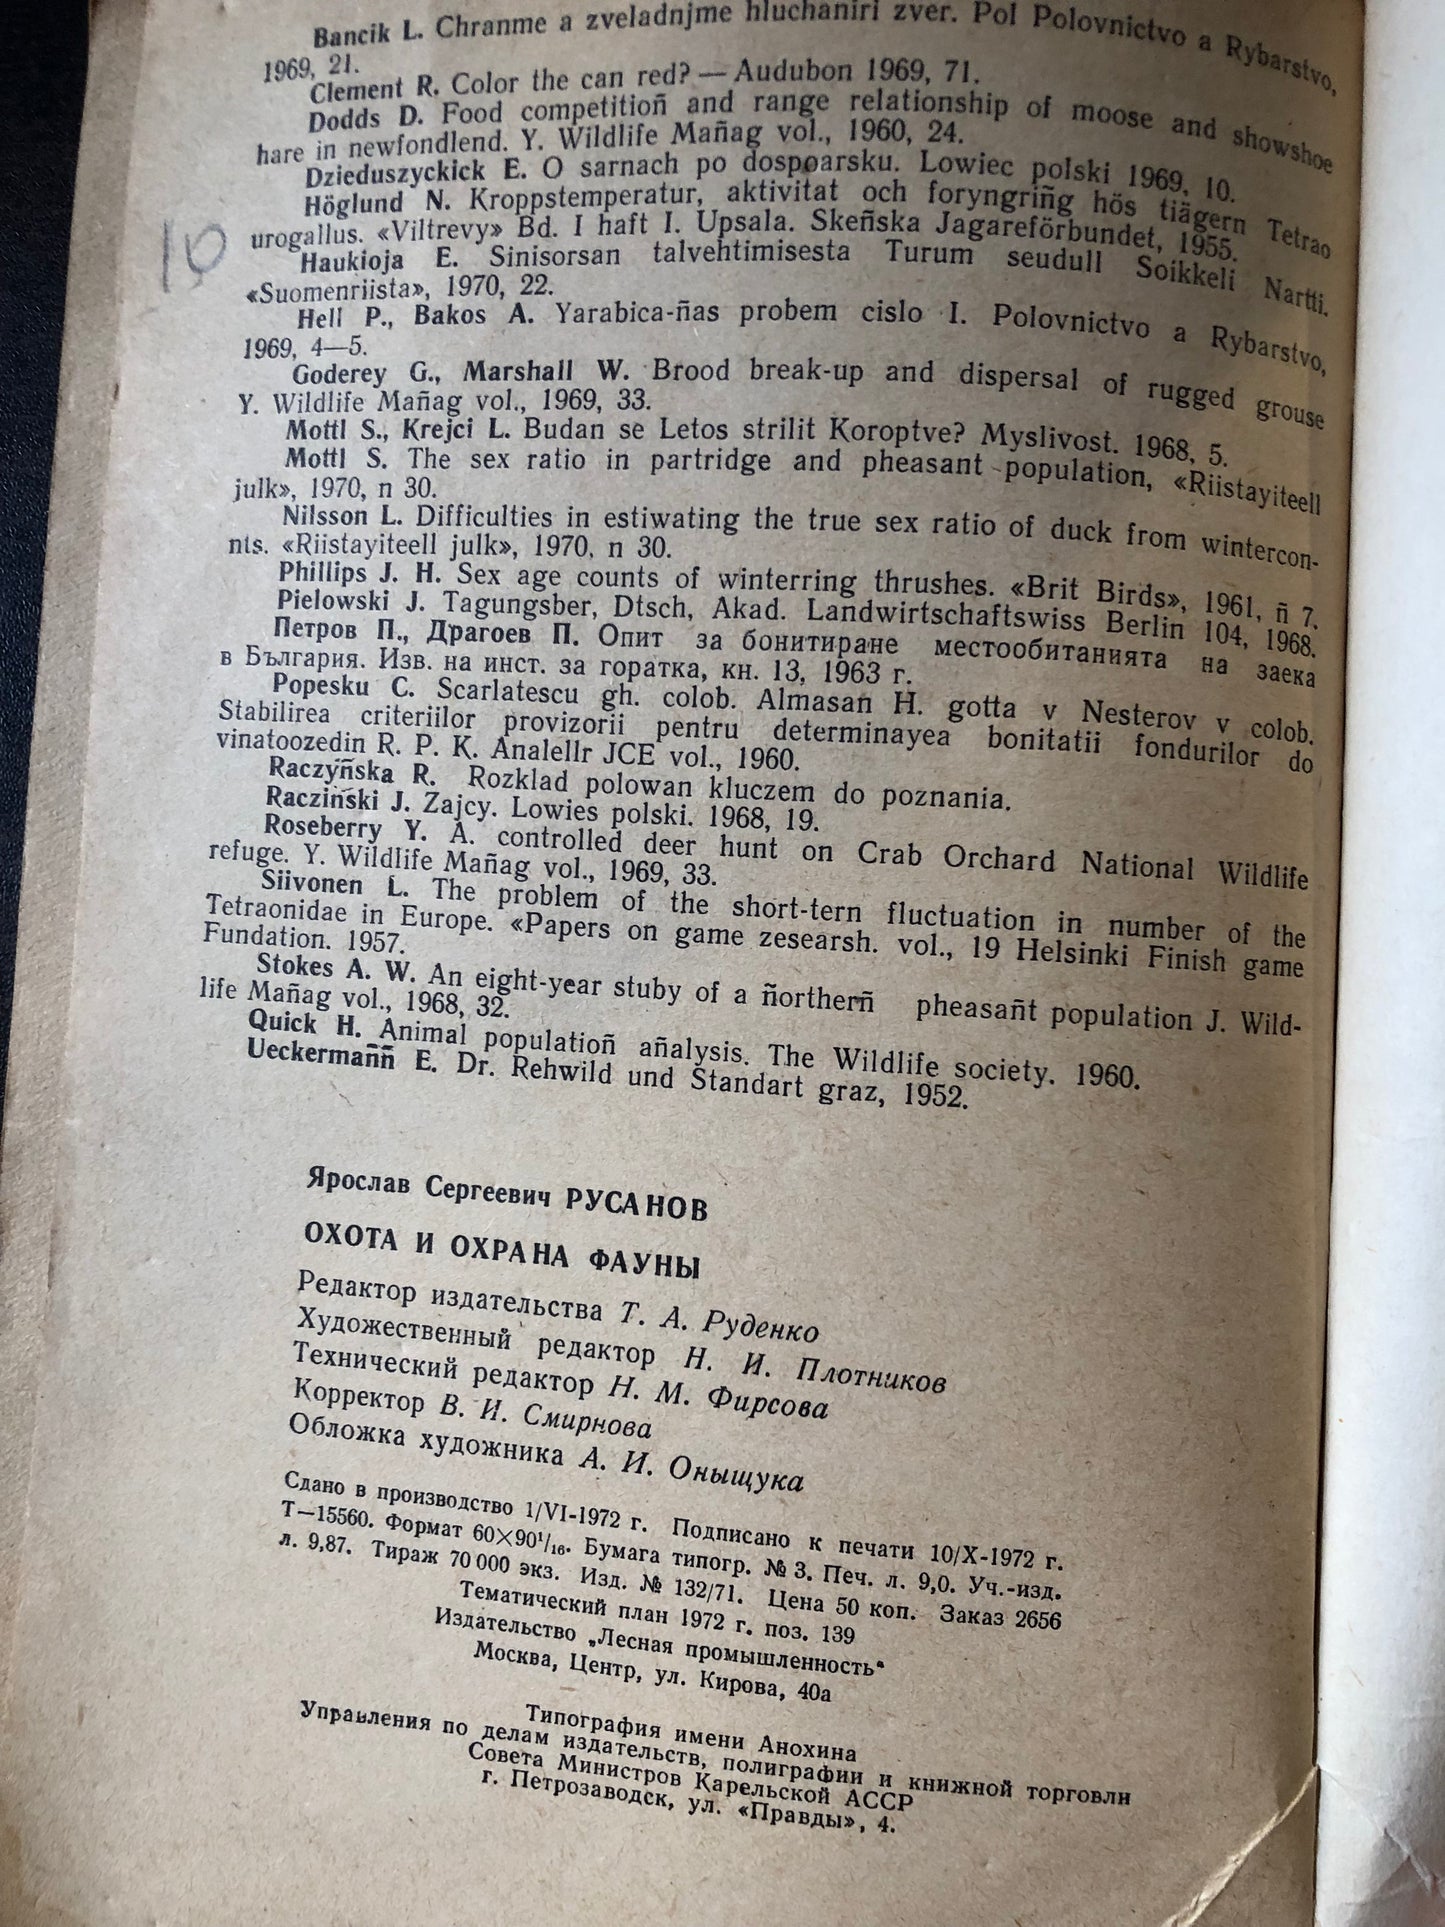 Bancik L. Chranme a zveladnjme hluchaniri zver. Pol Polovnictvo a Rybarstvo,
1969, 21.
Clement R. Color the can red? — Audubon 1969, 71.
Dodds D. Food competitioñ and range relationship of moose and showshoe
hare in newfondlend. Y. Wildlife Mañag vol., 1960, 24.
Dzieduszyckick E. O sarnach po dospoarsku. Lowiec polski 1969, 10.
Höglund N. Kroppstemperatur, aktivitat och foryngriñg hös tiägern Tetrao
urogallus. «Viltrevy» Bd. I haft I. Upsala. Skeñska Jagareförbundet, 1955.
Haukioja E. Sinisorsan talvehtimisesta Turum seudull Soikkeli Nartti.
«Suomenriista», 1970, 22.
10
Hell P., Bakos A. Yarabica-ñas probem cislo I. Polovnictvo a Rybarstvo,
1969, 4—5.
Goderey G., Marshall W. Brood break-up and dispersal of rugged grouse
Y. Wildlife Mañag vol., 1969, 33.
Mottl S., Krejci L. Budan se Letos strilit Koroptve? Myslivost. 1968, 5.
Mottl S. The sex ratio in partridge and pheasant population, «Riistayiteell
julk», 1970, n 30.
Nilsson L. Difficulties in estiwating the true sex ratio of duck from wintercon-
nts. «Riistayiteell julk», 1970, n 30.
Phillips J. H. Sex age counts of winterring thrushes. «Brit Birds», 1961, ñ 7.
Pielowski J. Tagungsber, Dtsch, Akad. Landwirtschaftswiss Berlin 104, 1968.
Петров П., Драгоев П. Опит за бонитиране местообитанията на заека
в България. Изв. на инст. за горатка, кн. 13, 1963 г.
Popesku C. Scarlatescu gh. colob. Almasan H. gotta v Nesterov v colob.
Stabilirea criteriilor provizorii pentru determinayea bonitatii fondurilor do
vinatoozedin R. P. K. Analellr JCE vol., 1960.
Raczyñska R. Rozklad polowan kluczem do poznania.
Racziński J. Zajcy. Lowies polski. 1968, 19.
Roseberry Y. A. controlled deer hunt on Crab Orchard National Wildlife
refuge. Y. Wildlife Mañag vol., 1969, 33.
Siivonen L. The problem of the short-tern fluctuation in number of the
Tetraonidae in Europe. «Papers on game zesearsh. vol., 19 Helsinki Finish game
Fundation. 1957.
Stokes A. W. An eight-year stuby of a ñortherñ pheasañt population J. Wild-
life Mañag vol., 1968, 32.
Quick H. Animal populatioñ añalysis. The Wildlife society. 1960.
Ueckermaññ E. Dr. Rehwild und Standart graz, 1952.
Ярослав Сергеевич РУСАНОВ
ОХОТА И ОХРАНА ФАУНЫ
Редактор издательства Т. А. Руденко
Художественный редактор Н. И. Плотников
Технический редактор Н. М. Фирсова
Корректор В. И. Смирнова
Обложка художника А. И. Оныщука
Сдано в производство 1/VI-1972 г. Подписано к печати 10/X-1972 г.
Т—15560. Формат 60×90¹/₁₆. Бумага типогр. № 3. Печ. л. 9,0. Уч.-изд.
л. 9,87. Тираж 70 000 экз. Изд. № 132/71. Цена 50 коп. Заказ 2656
Тематический план 1972 г. поз. 139
Издательство „Лесная промышленность“
Москва, Центр, ул. Кирова, 40а
Типография имени Анохина
Управления по делам издательств, полиграфии и книжной торговли
Совета Министров Карельской АССР
г. Петрозаводск, ул. «Правды», 4.